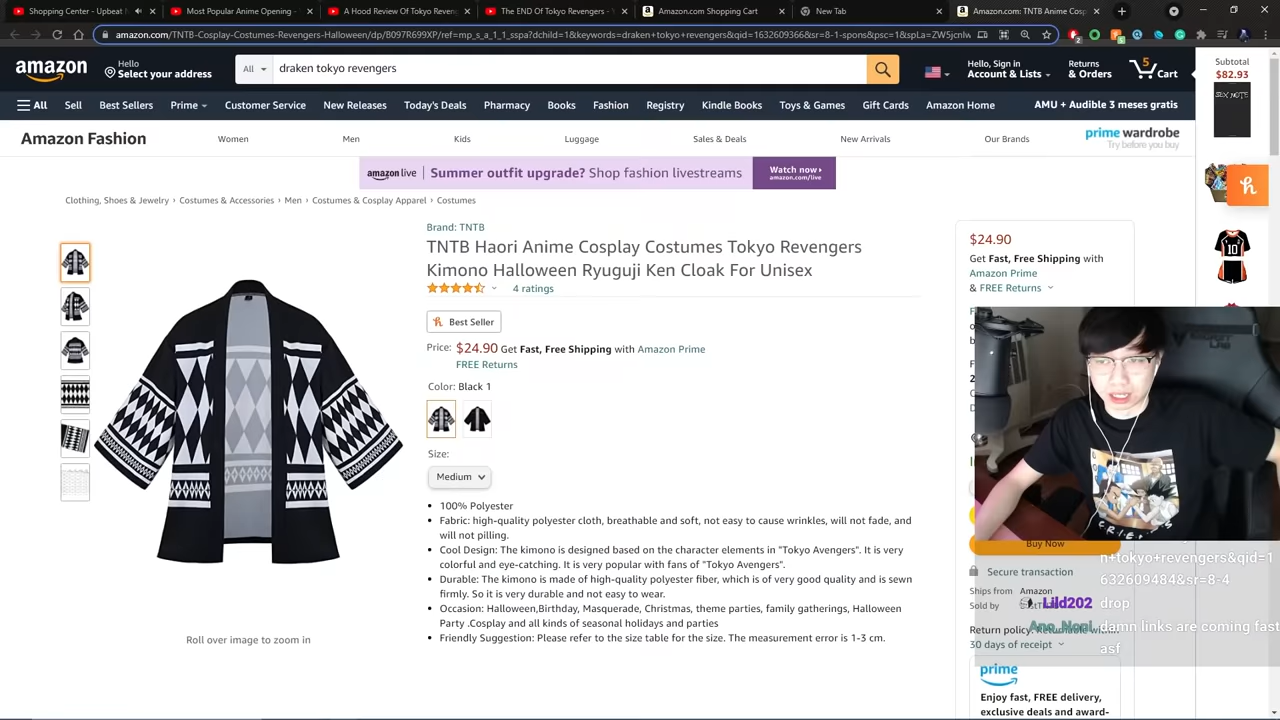 Shopping Center - Upbeat N
Most Popular Anime Opening -
A Hood Review Of Tokyo Reven
The END Of Tokyo Revengers - Y
Amazon.com Shopping Cart
New Tab
Amazon.com: TNTB Anime Cosp
amazon.com/TNTB-Cosplay-Costumes-Revengers-Halloween/dp/B097R699XP/ref=mp_s_a_1_1_sspa?dchild=1&keywords=draken+tokyo+revengers&qid=1632609366&sr=8-1-spons&psc=1&spLa=ZW5jcnlw
amazon
Hello
Select your address
All
draken tokyo revengers
Hello, Sign in
Account & Lists
Returns
& Orders
5
Cart
Subtotal
$82.93
All
Sell
Best Sellers
Prime
Customer Service
New Releases
Today's Deals
Pharmacy
Books
Fashion
Registry
Kindle Books
Toys & Games
Gift Cards
Amazon Home
AMU + Audible 3 meses gratis
Amazon Fashion
Women
Men
Kids
Luggage
Sales & Deals
New Arrivals
Our Brands
prime wardrobe
Try before you buy
amazon live
Summer outfit upgrade? Shop fashion livestreams
Watch now
amazon.com/live
Clothing, Shoes & Jewelry › Costumes & Accessories › Men › Costumes & Cosplay Apparel › Costumes
Brand: TNTB
TNTB Haori Anime Cosplay Costumes Tokyo Revengers
Kimono Halloween Ryuguji Ken Cloak For Unisex
4 ratings
Best Seller
Price: $24.90 Get Fast, Free Shipping with Amazon Prime
FREE Returns
Color: Black 1
Size:
Medium
• 100% Polyester
• Fabric: high-quality polyester cloth, breathable and soft, not easy to cause wrinkles, will not fade, and
will not pilling.
• Cool Design: The kimono is designed based on the character elements in "Tokyo Avengers". It is very
colorful and eye-catching. It is very popular with fans of "Tokyo Avengers".
• Durable: The kimono is made of high-quality polyester fiber, which is of very good quality and is sewn
firmly. So it is very durable and not easy to wear.
• Occasion: Halloween,Birthday, Masquerade, Christmas, theme parties, family gatherings, Halloween
Party .Cosplay and all kinds of seasonal holidays and parties
• Friendly Suggestion: Please refer to the size table for the size. The measurement error is 1-3 cm.
Roll over image to zoom in
$24.90
Get Fast, Free Shipping with
Amazon Prime
& FREE Returns
10
FRIENDS
Buy Now
n+tokyo+revengers&qid=1
632609484&sr=8-4
Secure transaction
Ships from Amazon
Sold by
Lild202 drop
Ano_Noni_ damn links are coming fast
asf
Return policy: Returnable within
30 days of receipt
prime
Enjoy fast, FREE delivery,
exclusive deals and award-